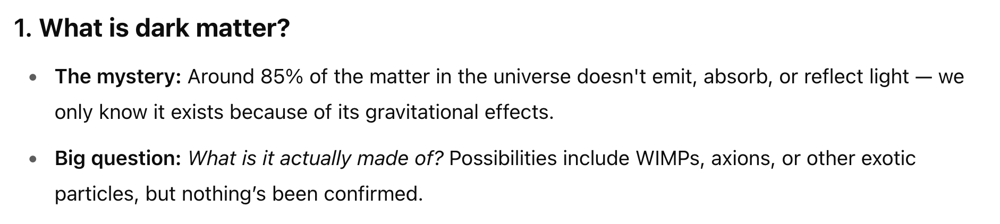 1. What is dark matter?
• The mystery: Around 85% of the matter in the universe doesn't emit, absorb, or reflect light — we
only know it exists because of its gravitational effects.
• Big question: What is it actually made of? Possibilities include WIMPs, axions, or other exotic
particles, but nothing’s been confirmed.